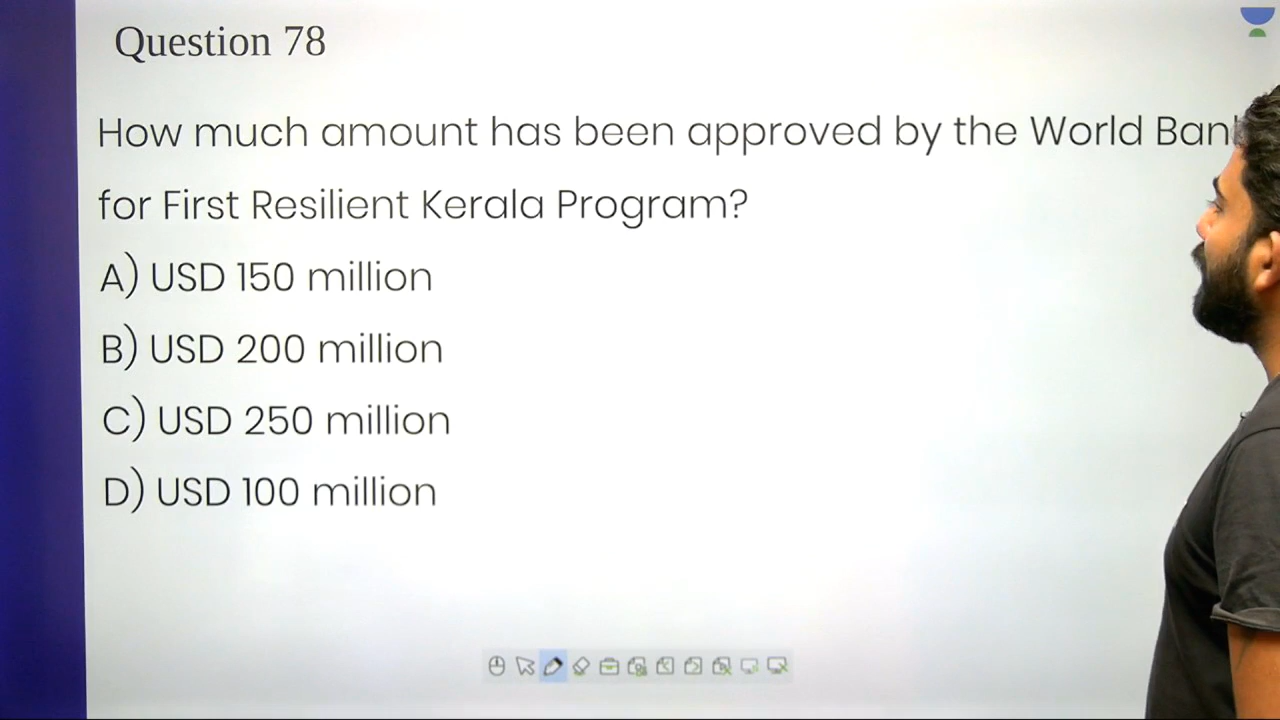 Question 78
How much amount has been approved by the World Bank
for First Resilient Kerala Program?
A) USD 150 million
B) USD 200 million
C) USD 250 million
D) USD 100 million